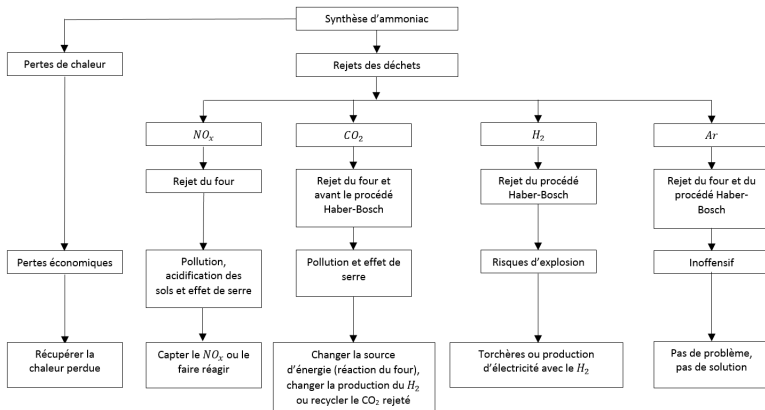 Synthèse d'ammoniac
Pertes de chaleur
Rejets des déchets
NOₓ
CO₂
H₂
Ar
Rejet du four
Rejet du four et
avant le procédé
Haber-Bosch
Rejet du procédé
Haber-Bosch
Rejet du four et du
procédé Haber-
Bosch
Pertes économiques
Pollution,
acidification des
sols et effet de serre
Pollution et effet de
serre
Risques d'explosion
Inoffensif
Récupérer la
chaleur perdue
Capter le NOₓ ou le
faire réagir
Changer la source
d'énergie (réaction du four),
changer la production du H₂
ou recycler le CO₂ rejeté
Torchères ou production
d'électricité avec le H₂
Pas de problème,
pas de solution